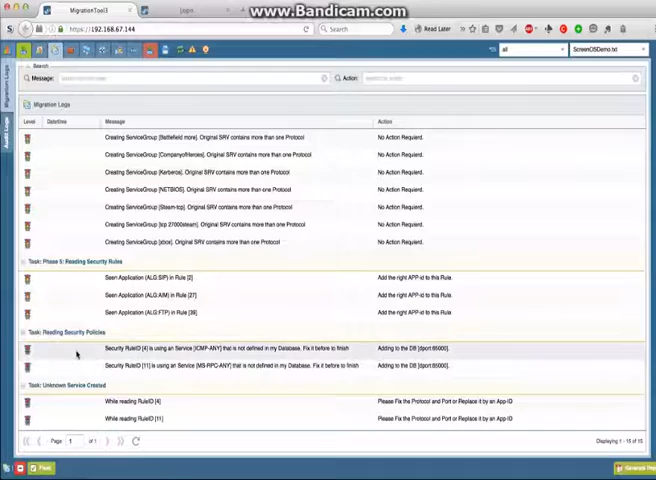 www.Bandicam.com
MigrationTool3
Login
https://192.168.67.144
Search
Read Later
all
ScreenOSDemo.txt
Migration Logs
Audit Logs
Search
Message:
Action:
Migration Logs
Level Datetime Message Action
Creating ServiceGroup [Battlefield more]. Original SRV contains more than one Protocol No Action Required.
Creating ServiceGroup [CompanyofHeroes]. Original SRV contains more than one Protocol No Action Required.
Creating ServiceGroup [Kerberos]. Original SRV contains more than one Protocol No Action Required.
Creating ServiceGroup [NETBIOS]. Original SRV contains more than one Protocol No Action Required.
Creating ServiceGroup [Steam-tcp]. Original SRV contains more than one Protocol No Action Required.
Creating ServiceGroup [tcp 27000steam]. Original SRV contains more than one Protocol No Action Required.
Creating ServiceGroup [xbox]. Original SRV contains more than one Protocol No Action Required.
Task: Phase 5: Reading Security Rules
Seen Application (ALG:SIP) in Rule [2] Add the right APP-id to this Rule.
Seen Application (ALG:AIM) in Rule [27] Add the right APP-id to this Rule.
Seen Application (ALG:FTP) in Rule [39] Add the right APP-id to this Rule.
Task: Reading Security Policies
Security RuleID [4] is using an Service [ICMP-ANY] that is not defined in my Database. Fix it before to finish Adding to the DB [dport:65000].
Security RuleID [11] is using an Service [MS-RPC-ANY] that is not defined in my Database. Fix it before to finish Adding to the DB [dport:65000].
Task: Unknown Service Created
While reading RuleID [4] Please Fix the Protocol and Port or Replace it by an App-ID
While reading RuleID [11] Please Fix the Protocol and Port or Replace it by an App-ID
Page 1 of 1
Displaying 1 - 15 of 15